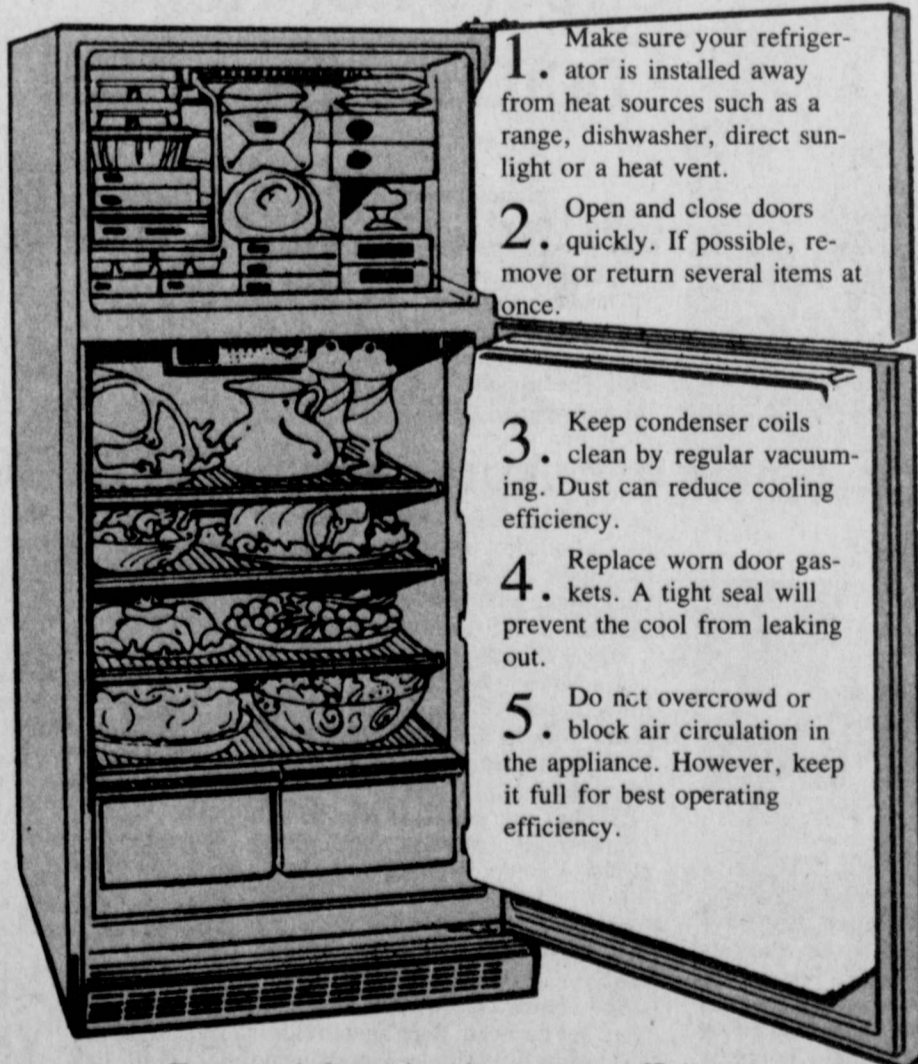 1. Make sure your refriger-
ator is installed away
from heat sources such as a
range, dishwasher, direct sun-
light or a heat vent.
2. Open and close doors
quickly. If possible, re-
move or return several items at
once.
3. Keep condenser coils
clean by regular vacuum-
ing. Dust can reduce cooling
efficiency.
4. Replace worn door gas-
kets. A tight seal will
prevent the cool from leaking
out.
5. Do not overcrowd or
block air circulation in
the appliance. However, keep
it full for best operating
efficiency.